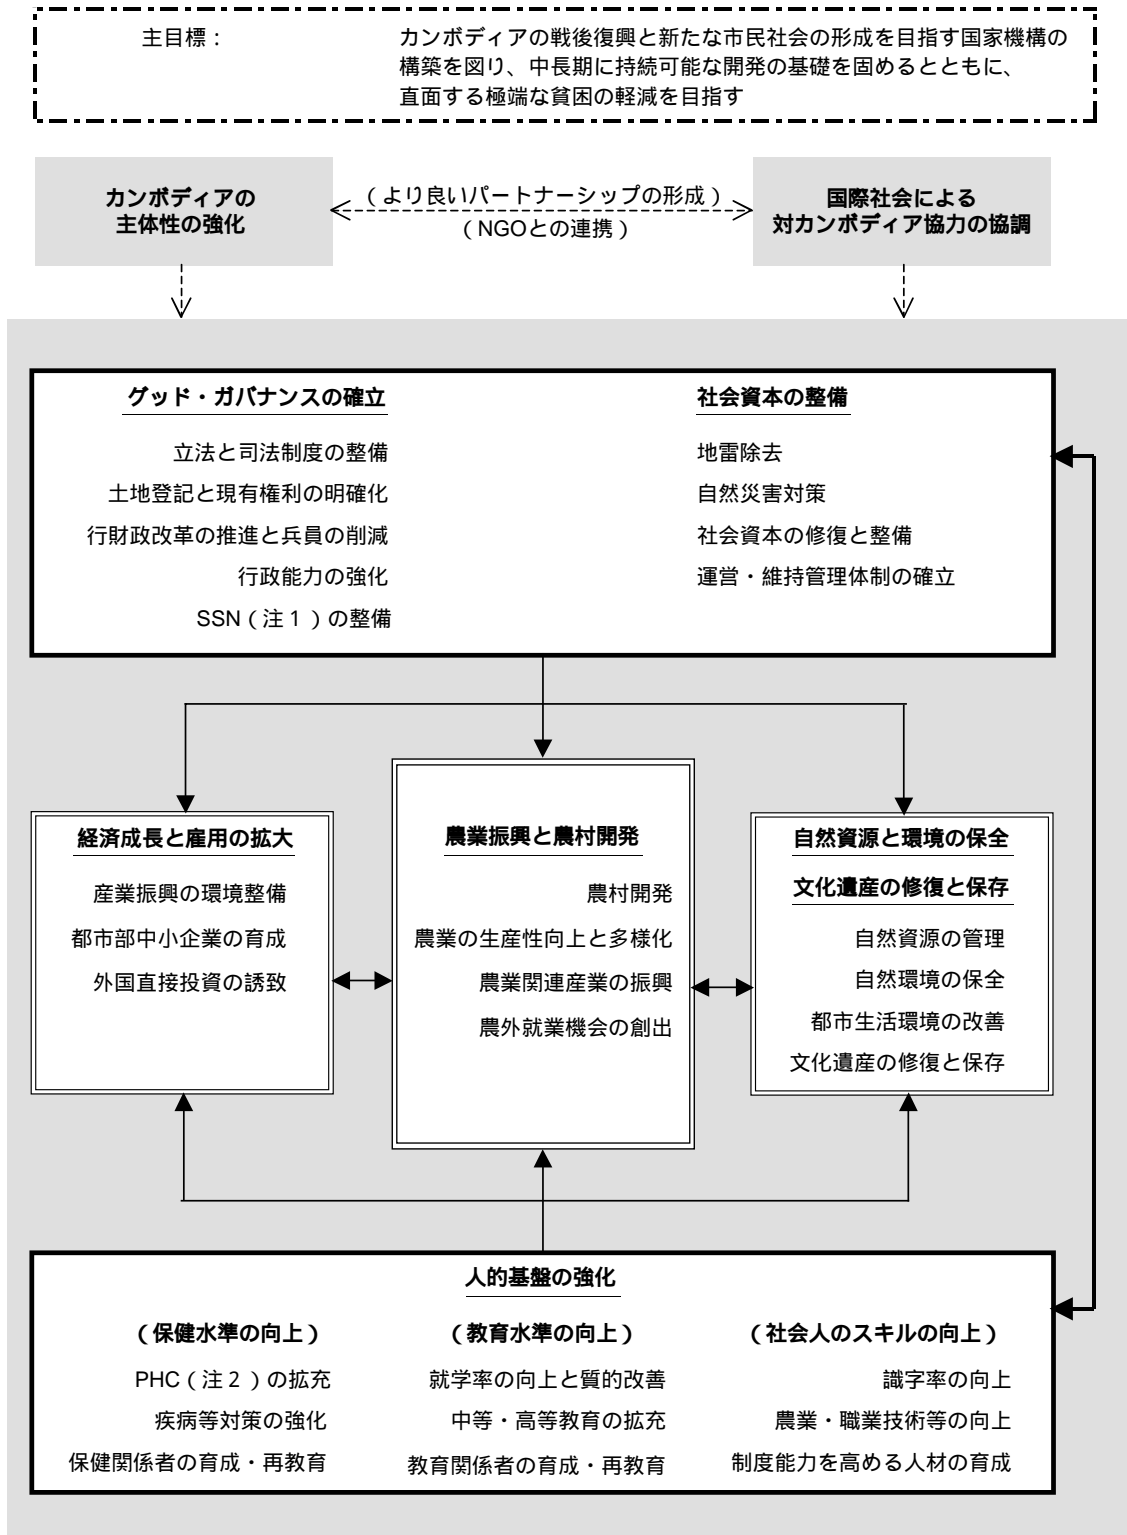 主目標：
カンボディアの戦後復興と新たな市民社会の形成を目指す国家機構の
構築を図り、中長期に持続可能な開発の基礎を固めるとともに、
直面する極端な貧困の軽減を目指す
カンボディアの
主体性の強化
（より良いパートナーシップの形成）
（NGOとの連携）
国際社会による
対カンボディア協力の協調
グッド・ガバナンスの確立
立法と司法制度の整備
土地登記と現有権利の明確化
行財政改革の推進と兵員の削減
行政能力の強化
SSN（注１）の整備
社会資本の整備
地雷除去
自然災害対策
社会資本の修復と整備
運営・維持管理体制の確立
経済成長と雇用の拡大
産業振興の環境整備
都市部中小企業の育成
外国直接投資の誘致
農業振興と農村開発
農村開発
農業の生産性向上と多様化
農業関連産業の振興
農外就業機会の創出
自然資源と環境の保全
文化遺産の修復と保存
自然資源の管理
自然環境の保全
都市生活環境の改善
文化遺産の修復と保存
人的基盤の強化
（保健水準の向上）
PHC（注２）の拡充
疾病等対策の強化
保健関係者の育成・再教育
（教育水準の向上）
就学率の向上と質的改善
中等・高等教育の拡充
教育関係者の育成・再教育
（社会人のスキルの向上）
識字率の向上
農業・職業技術等の向上
制度能力を高める人材の育成